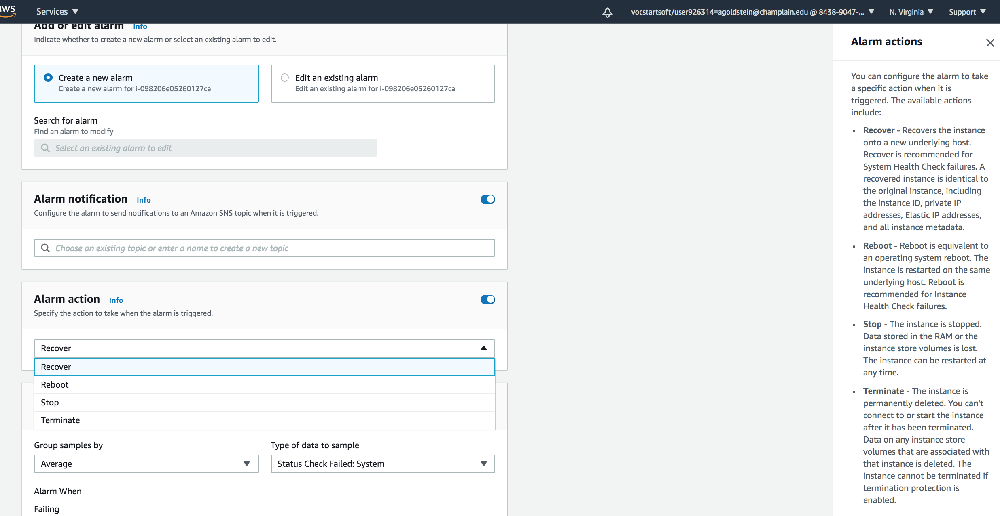 aws
Services
vocstartsoft/user926314=agoldstein@champlain.edu @ 8438-9047-...
N. Virginia
Support
Add or edit alarm Info
Indicate whether to create a new alarm or select an existing alarm to edit.
Create a new alarm
Create a new alarm for i-098206e05260127ca
Edit an existing alarm
Edit an existing alarm for i-098206e05260127ca
Search for alarm
Find an alarm to modify
Select an existing alarm to edit
Alarm notification Info
Configure the alarm to send notifications to an Amazon SNS topic when it is triggered.
Choose an existing topic or enter a name to create a new topic
Alarm action Info
Specify the action to take when the alarm is triggered.
Recover
Recover
Reboot
Stop
Terminate
Group samples by
Average
Type of data to sample
Status Check Failed: System
Alarm When
Failing
Alarm actions
You can configure the alarm to take
a specific action when it is
triggered. The available actions
include:
• Recover - Recovers the instance
onto a new underlying host.
Recover is recommended for
System Health Check failures. A
recovered instance is identical to
the original instance, including
the instance ID, private IP
addresses, Elastic IP addresses,
and all instance metadata.
• Reboot - Reboot is equivalent to
an operating system reboot. The
instance is restarted on the same
underlying host. Reboot is
recommended for Instance
Health Check failures.
• Stop - The instance is stopped.
Data stored in the RAM or the
instance store volumes is lost.
The instance can be restarted at
any time.
• Terminate - The instance is
permanently deleted. You can't
connect to or start the instance
after it has been terminated.
Data on any instance store
volumes that are associated with
that instance is deleted. The
instance cannot be terminated if
termination protection is
enabled.